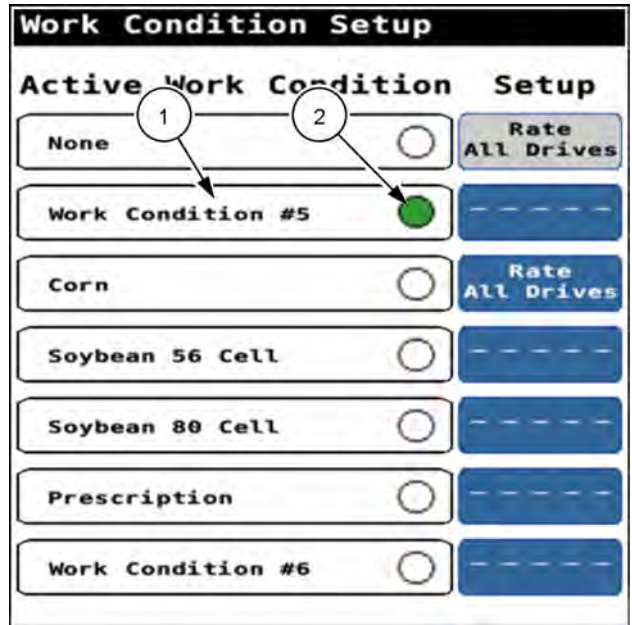 Work Condition Setup
Active Work Condition Setup
1
2
None
Rate
All Drives
Work Condition #5
- - - - -
Corn
Rate
All Drives
Soybean 56 Cell
- - - - -
Soybean 80 Cell
- - - - -
Prescription
- - - - -
Work Condition #6
- - - - -